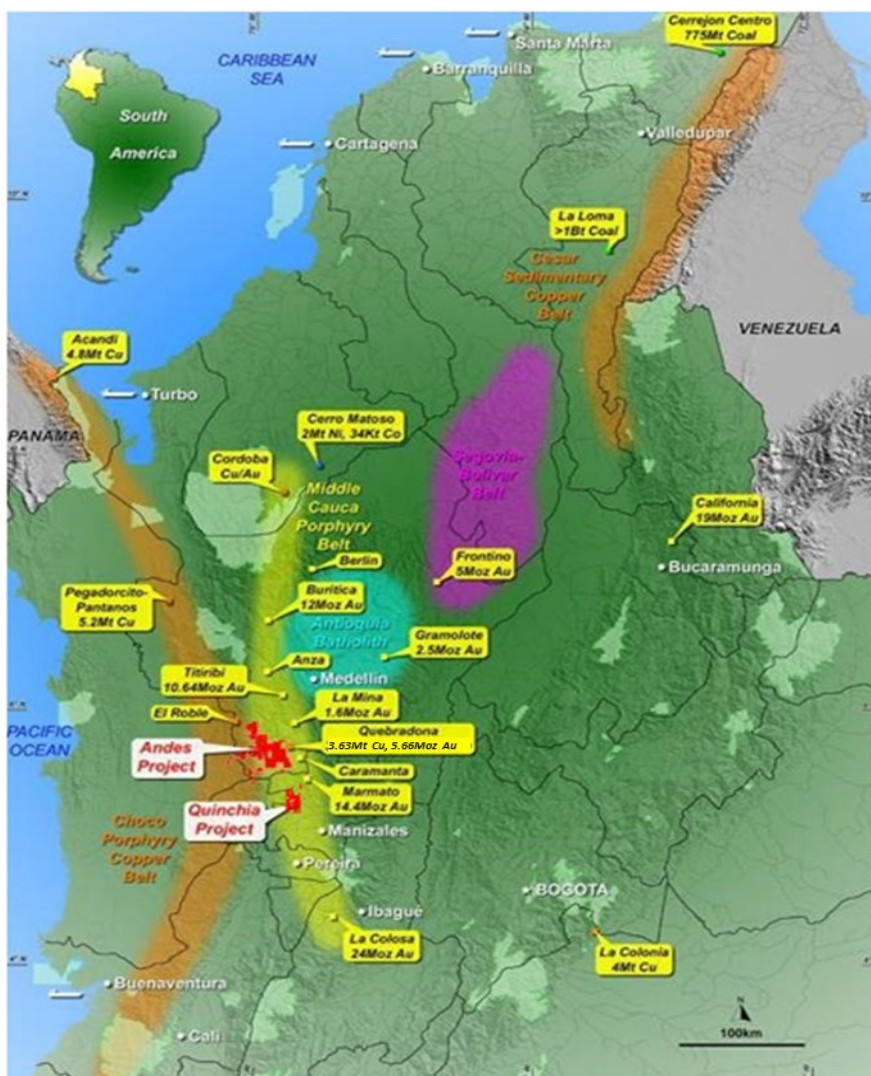 Cerrejon Centro
775Mt Coal
CARIBBEAN
SEA
Santa Marta
Barranquilla
South
America
Cartagena
Valledupar
La Loma
>1Bt Coal
Cesar
Sedimentary
Copper
Belt
VENEZUELA
Acandi
4.8Mt Cu
Turbo
PANAMA
Cerro Matoso
2Mt Ni, 34Kt Co
Cordoba
Cu/Au
Segovia-
Bolivar
Belt
Middle
Cauca
Porphyry
Belt
California
19Moz Au
Berlin
Frontino
5Moz Au
Bucaramunga
Pegadorcito-
Pantanos
5.2Mt Cu
Buritica
12Moz Au
Antioquia
Batholith
Gramolote
2.5Moz Au
Anza
Titiribi
10.64Moz Au
Medellin
La Mina
1.6Moz Au
El Roble
PACIFIC
OCEAN
Quebradona
3.63Mt Cu, 5.66Moz Au
Andes
Project
Caramanta
Marmato
14.4Moz Au
Quinchia
Project
Choco
Porphyry
Copper
Belt
Manizales
Pereira
BOGOTA
Ibagué
La Colosa
24Moz Au
La Colonia
4Mt Cu
Buenaventura
N
100km
Cali